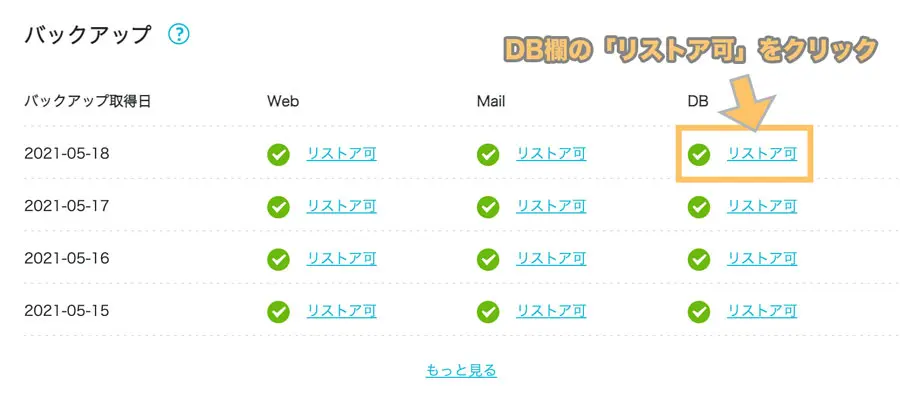 バックアップ ?
DB欄の「リストア可」をクリック
バックアップ取得日 Web Mail DB
2021-05-18 リストア可 リストア可 リストア可
2021-05-17 リストア可 リストア可 リストア可
2021-05-16 リストア可 リストア可 リストア可
2021-05-15 リストア可 リストア可 リストア可
もっと見る